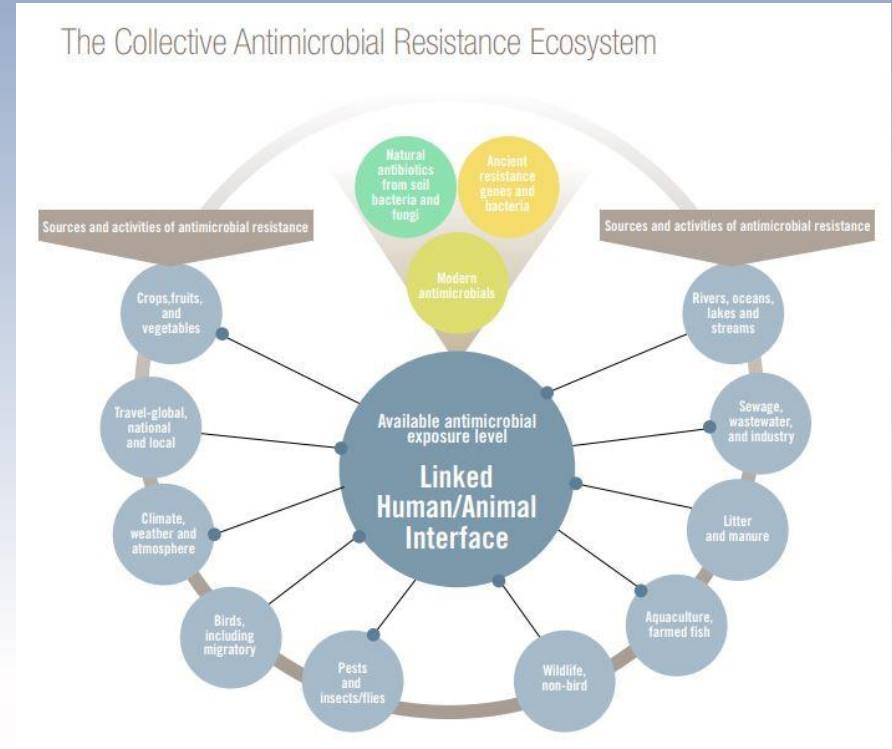 The Collective Antimicrobial Resistance Ecosystem
Natural
antibiotics
from soil
bacteria and
fungi
Ancient
resistance
genes and
bacteria
Modern
antimicrobials
Sources and activities of antimicrobial resistance
Sources and activities of antimicrobial resistance
Crops,fruits,
and
vegetables
Travel-global,
national
and local
Climate,
weather and
atmosphere
Birds,
including
migratory
Pests
and
insects/flies
Available antimicrobial
exposure level
Linked
Human/Animal
Interface
Rivers, oceans,
lakes and
streams
Sewage,
wastewater,
and industry
Litter
and manure
Aquaculture,
farmed fish
Wildlife,
non-bird